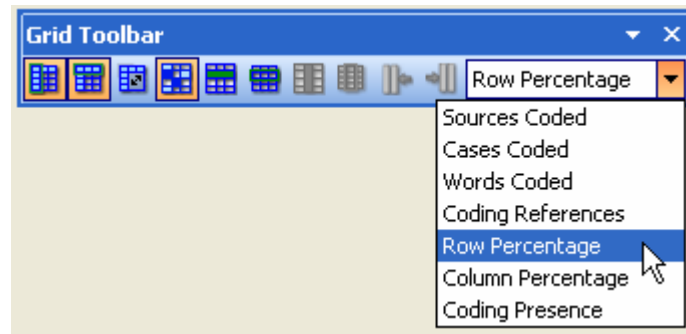 Grid Toolbar
Row Percentage
Sources Coded
Cases Coded
Words Coded
Coding References
Row Percentage
Column Percentage
Coding Presence